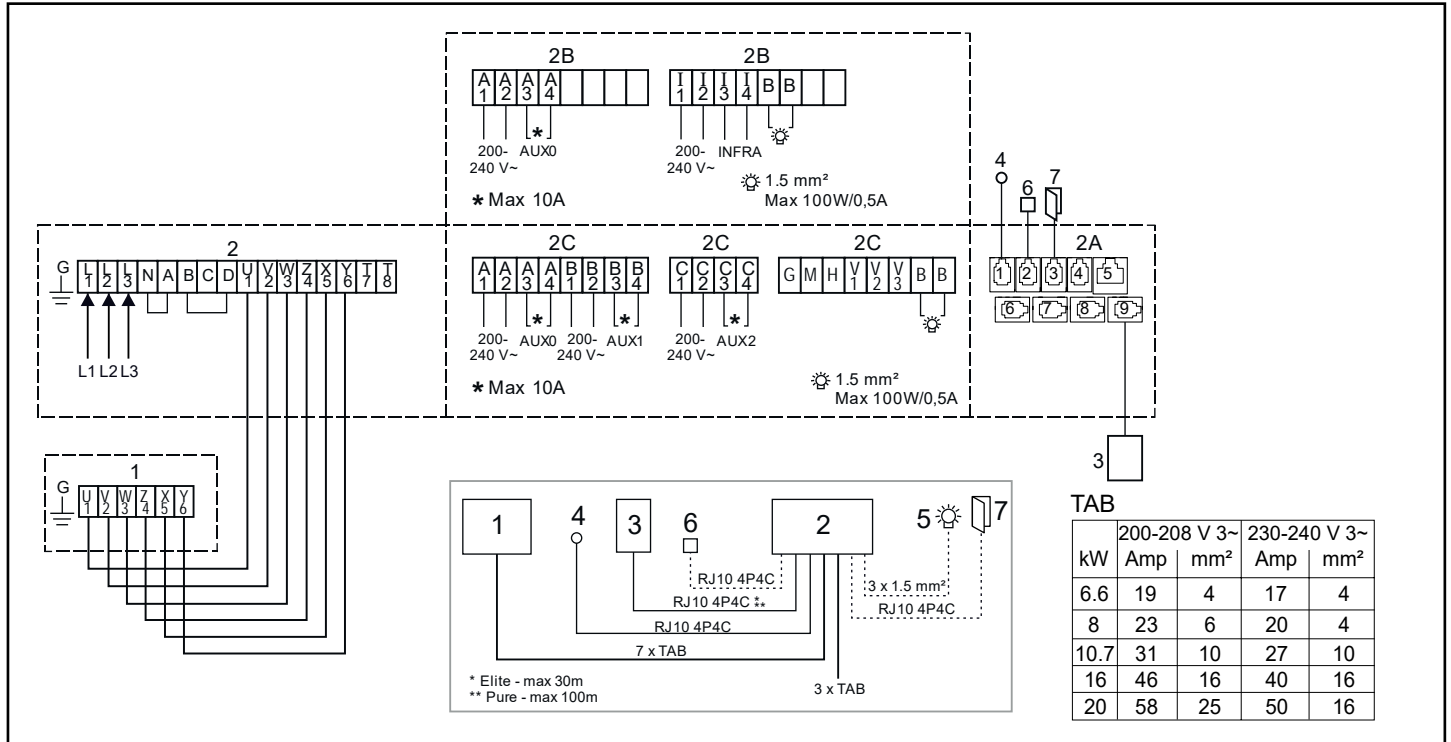 2B 2B
A1 A2 A3 A4
I1 I2 I3 I4 B B
* 
200-240 V~ AUX0
200-240 V~ INFRA
* Max 10A
1.5 mm²
Max 100W/0,5A
4
6
7
2
2C 2C 2C
2A
G L1 L2 L3 N A B C D U1 V2 W3 Z4 X5 Y6 T7 T8
A1 A2 A3 A4 B1 B2 B3 B4
C1 C2 C3 C4
G M H V1 V2 V3 B B
1 2 3 4 5
6 7 8 9
* * *
200-240 V~ AUX0 200-240 V~ AUX1
200-240 V~ AUX2
L1 L2 L3
* Max 10A
1.5 mm²
Max 100W/0,5A
1
G U1 V2 W3 Z4 X5 Y6
3
1 4 3 6 2 5 7
RJ10 4P4C
3 x 1.5 mm²
RJ10 4P4C * **
RJ10 4P4C
RJ10 4P4C
7 x TAB
* Elite - max 30m
** Pure - max 100m
3 x TAB
TAB
200-208 V 3~ 230-240 V 3~
kW Amp mm² Amp mm²
6.6 19 4 17 4
8 23 6 20 4
10.7 31 10 27 10
16 46 16 40 16
20 58 25 50 16